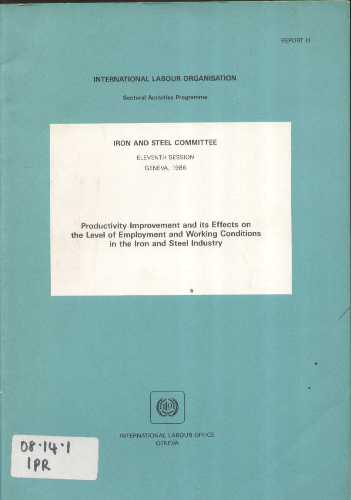 REPORT II
INTERNATIONAL LABOUR ORGANISATION
Sectoral Activities Programme
IRON AND STEEL COMMITTEE
ELEVENTH SESSION
GENEVA, 1986
Productivity Improvement and its Effects on
the Level of Employment and Working Conditions
in the Iron and Steel Industry
INTERNATIONAL LABOUR OFFICE
GENEVA
08·14·1
IPR